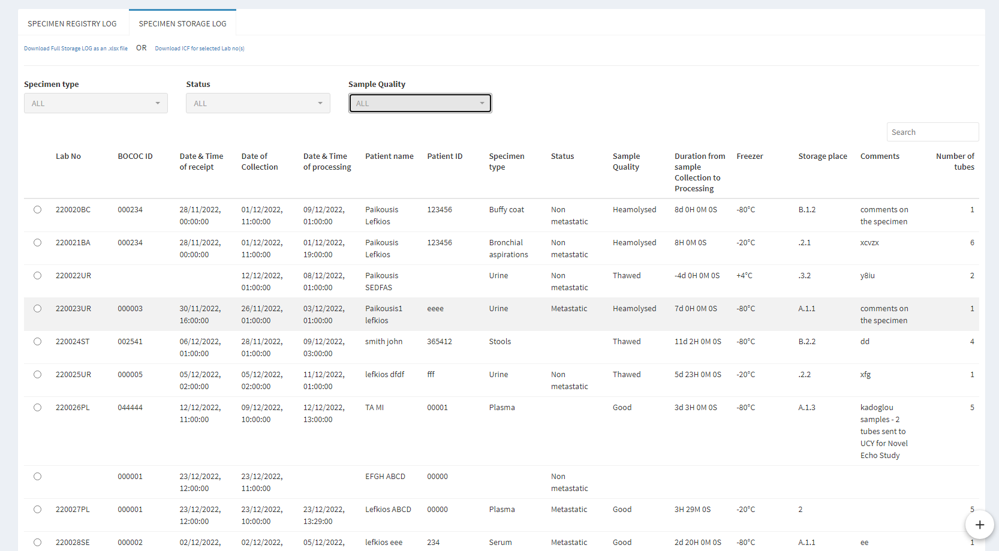 SPECIMEN REGISTRY LOG SPECIMEN STORAGE LOG
Download Full Storage LOG as an .xlsx file OR Download ICF for selected Lab no(s)
Specimen type Status Sample Quality
ALL ALL ALL
Search
Lab No BOCOC ID Date & Time Date of Date & Time Patient name Patient ID Specimen Status Sample Duration from Freezer Storage place Comments Number of
of receipt Collection of processing type Quality sample tubes
Collection to
Processing
220020BC 000234 28/11/2022, 01/12/2022, 09/12/2022, Paikousis 123456 Buffy coat Non Heamolysed 8d 0H 0M 0S -80°C B.1.2 comments on 1
00:00:00 11:00:00 01:00:00 Lefkios metastatic the specimen
220021BA 000234 28/11/2022, 01/12/2022, 01/12/2022, Paikousis 123456 Bronchial Non Heamolysed 8H 0M 0S -20°C .2.1 xcvzx 6
00:00:00 11:00:00 19:00:00 Lefkios aspirations metastatic
220022UR 12/12/2022, 08/12/2022, Paikousis Urine Non Thawed -4d 0H 0M 0S +4°C .3.2 y8iu 2
01:00:00 01:00:00 SEDFAS metastatic
220023UR 000003 30/11/2022, 26/11/2022, 03/12/2022, Paikousis1 eeee Urine Metastatic Heamolysed 7d 0H 0M 0S -80°C A.1.1 comments on 1
16:00:00 01:00:00 01:00:00 lefkios the specimen
220024ST 002541 06/12/2022, 28/11/2022, 09/12/2022, smith john 365412 Stools Thawed 11d 2H 0M 0S -80°C B.2.2 dd 4
01:00:00 01:00:00 03:00:00
220025UR 000005 05/12/2022, 05/12/2022, 11/12/2022, lefkios dfdf fff Urine Non Thawed 5d 23H 0M 0S -20°C .2.2 xfg 1
02:00:00 02:00:00 01:00:00 metastatic
220026PL 044444 12/12/2022, 09/12/2022, 12/12/2022, TA MI 00001 Plasma Good 3d 3H 0M 0S -80°C A.1.3 kadoglou 5
11:00:00 10:00:00 13:00:00 samples - 2
tubes sent to
UCY for Novel
Echo Study
000001 23/12/2022, 23/12/2022, EFGH ABCD 00000 Non
12:00:00 11:00:00 metastatic
220027PL 000001 23/12/2022, 23/12/2022, 23/12/2022, Lefkios ABCD 00000 Plasma Metastatic Good 3H 29M 0S -20°C 2 5
12:00:00 10:00:00 13:29:00
220028SE 000002 02/12/2022, 02/12/2022, 05/12/2022, lefkios eee 234 Serum Metastatic Good 2d 20H 0M 0S -80°C A.1.1 ee 1